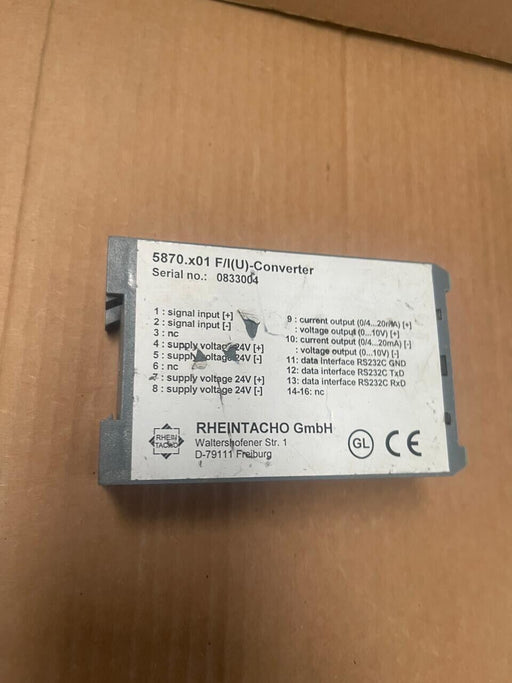 5870.x01 F/I(U)-Converter
Serial no.: 0833004
1 : signal input [+]
2 : signal input [-]
3 : nc
4 : supply voltage 24V [+]
5 : supply voltage 24V [-]
6 : nc
7 : supply voltage 24V [+]
8 : supply voltage 24V [-]
9 : current output (0/4...20mA) [+]
: voltage output (0...10V) [+]
10: current output (0/4...20mA) [-]
: voltage output (0...10V) [-]
11: data Interface RS232C GND
12: data interface RS232C TxD
13: data interface RS232C RxD
14-16: nc
RHEIN
TACHO
RHEINTACHO GmbH
Waltershofener Str. 1
D-79111 Freiburg
GL
CE